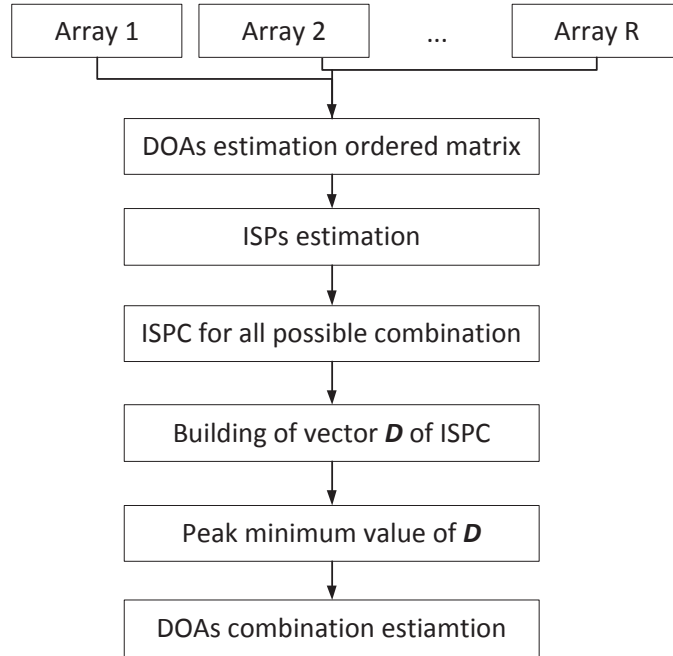 Array 1 Array 2 ... Array R
DOAs estimation ordered matrix
ISPs estimation
ISPC for all possible combination
Building of vector D of ISPC
Peak minimum value of D
DOAs combination estiamtion